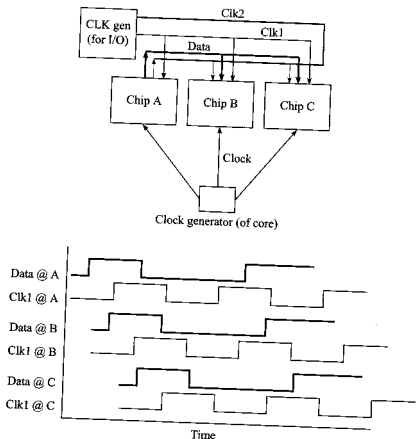 Clk2
CLK gen
(for I/O)
Clk1
Data
Chip A
Chip B
Chip C
Clock
Clock generator (of core)
Data @ A
Clk1 @ A
Data @ B
Clk1 @ B
Data @ C
Clk1 @ C
Time